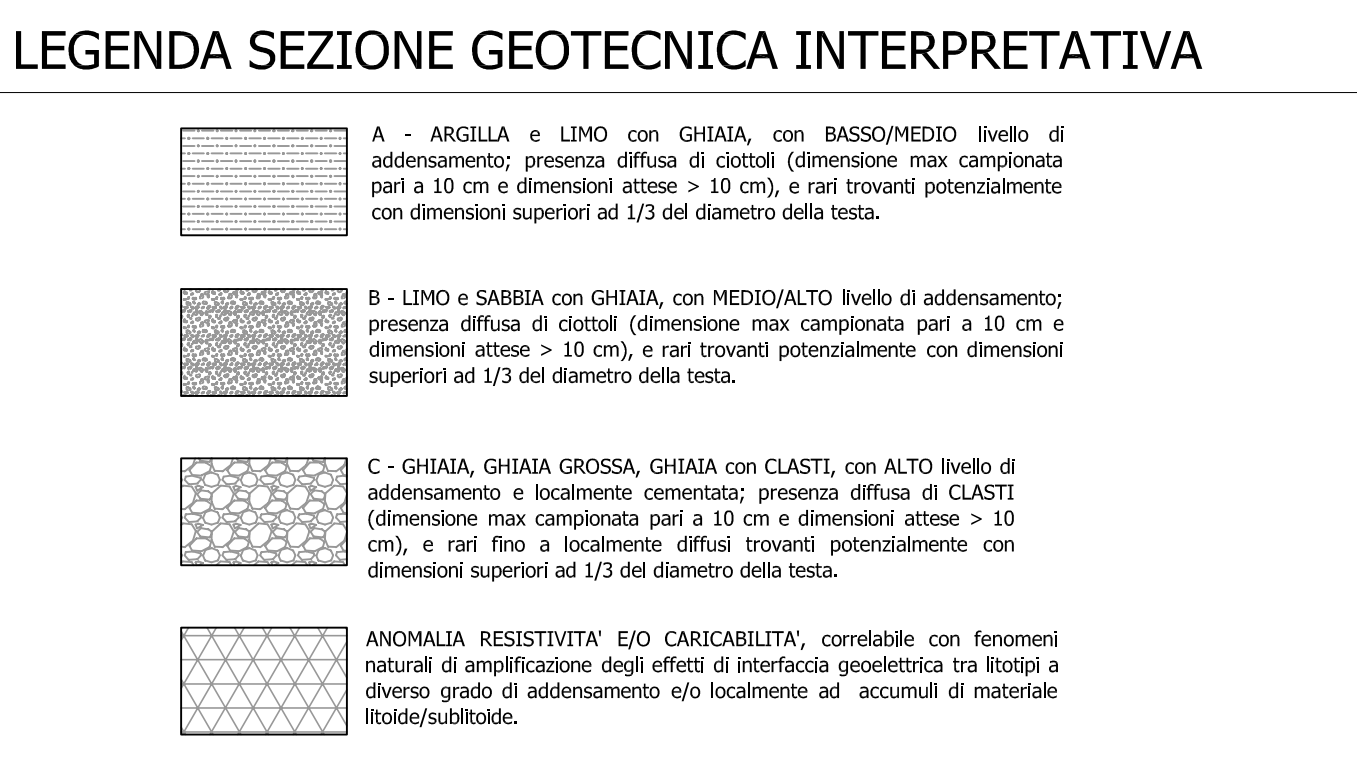 LEGENDA SEZIONE GEOTECNICA INTERPRETATIVA
A - ARGILLA e LIMO con GHIAIA, con BASSO/MEDIO livello di
addensamento; presenza diffusa di ciottoli (dimensione max campionata
pari a 10 cm e dimensioni attese > 10 cm), e rari trovanti potenzialmente
con dimensioni superiori ad 1/3 del diametro della testa.
B - LIMO e SABBIA con GHIAIA, con MEDIO/ALTO livello di addensamento;
presenza diffusa di ciottoli (dimensione max campionata pari a 10 cm e
dimensioni attese > 10 cm), e rari trovanti potenzialmente con dimensioni
superiori ad 1/3 del diametro della testa.
C - GHIAIA, GHIAIA GROSSA, GHIAIA con CLASTI, con ALTO livello di
addensamento e localmente cementata; presenza diffusa di CLASTI
(dimensione max campionata pari a 10 cm e dimensioni attese > 10
cm), e rari fino a localmente diffusi trovanti potenzialmente con
dimensioni superiori ad 1/3 del diametro della testa.
ANOMALIA RESISTIVITA' E/O CARICABILITA', correlabile con fenomeni
naturali di amplificazione degli effetti di interfaccia geoelettrica tra litotipi a
diverso grado di addensamento e/o localmente ad accumuli di materiale
litoide/sublitoide.